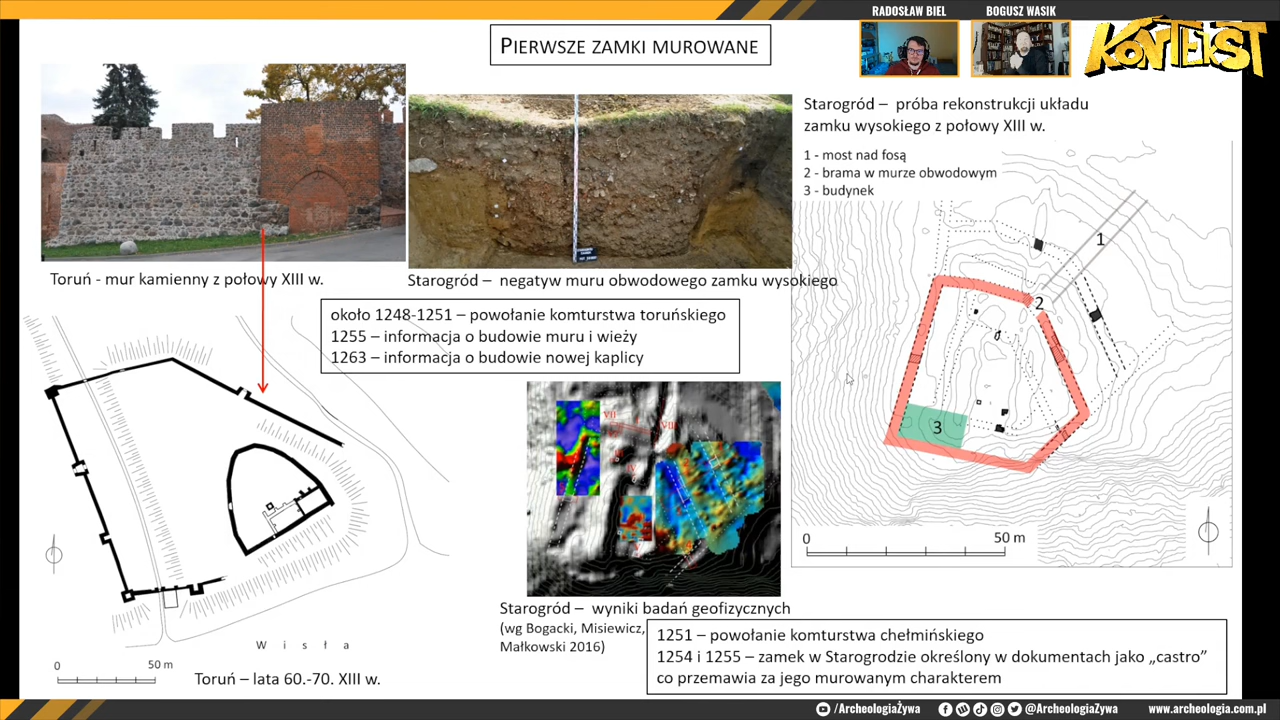 RADOSŁAW BIEL
BOGUSZ WASIK
KONTEKST
PIERWSZE ZAMKI MUROWANE
Toruń - mur kamienny z połowy XIII w.
Starogród – negatyw muru obwodowego zamku wysokiego
Starogród – próba rekonstrukcji układu
zamku wysokiego z połowy XIII w.
1 - most nad fosą
2 - brama w murze obwodowym
3 - budynek
około 1248-1251 – powołanie komturstwa toruńskiego
1255 – informacja o budowie muru i wieży
1263 – informacja o budowie nowej kaplicy
1
2
3
0 50 m
VII
VIII
W i s ł a
0 50 m
Toruń – lata 60.-70. XIII w.
Starogród – wyniki badań geofizycznych
(wg Bogacki, Misiewicz,
Małkowski 2016)
1251 – powołanie komturstwa chełmińskiego
1254 i 1255 – zamek w Starogrodzie określony w dokumentach jako „castro”
co przemawia za jego murowanym charakterem
/ArcheologiaŻywa
@ArcheologiaZywa
www.archeologia.com.pl